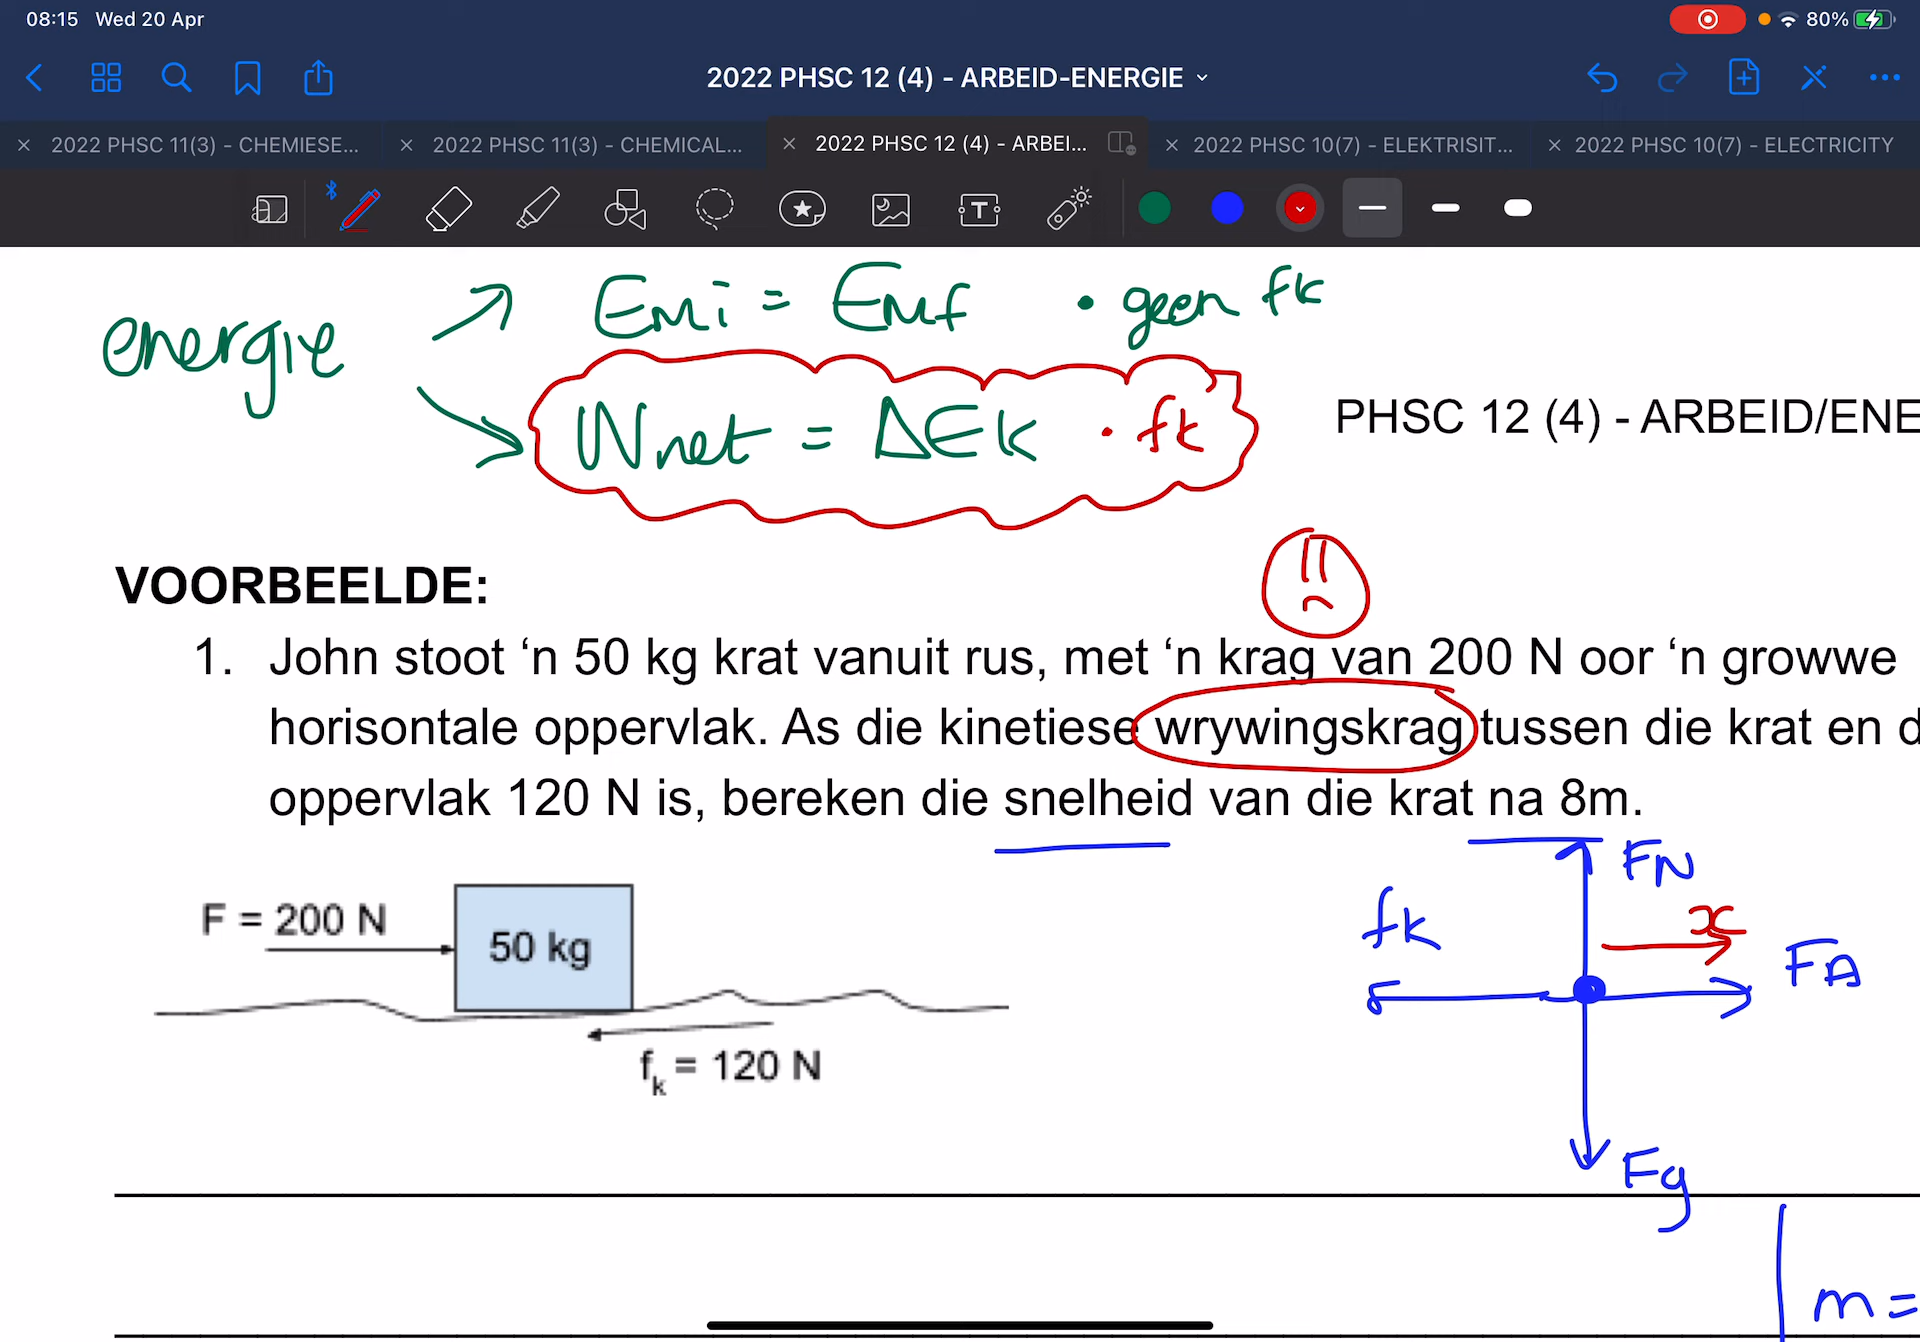 08:15 Wed 20 Apr
80%
2022 PHSC 12 (4) - ARBEID-ENERGIE
2022 PHSC 11(3) - CHEMIESE...
2022 PHSC 11(3) - CHEMICAL...
2022 PHSC 12 (4) - ARBEI...
2022 PHSC 10(7) - ELEKTRISIT...
2022 PHSC 10(7) - ELECTRICITY
T
energie
EMi = EMf • geen fk
Wnet = ΔEK • fk
PHSC 12 (4) - ARBEID/ENE
VOORBEELDE:
1. John stoot ‘n 50 kg krat vanuit rus, met ‘n krag van 200 N oor ‘n growwe
horisontale oppervlak. As die kinetiese wrywingskrag tussen die krat en d
oppervlak 120 N is, bereken die snelheid van die krat na 8m.
F = 200 N
50 kg
fk = 120 N
FN
fk
x
FA
Fg
m =